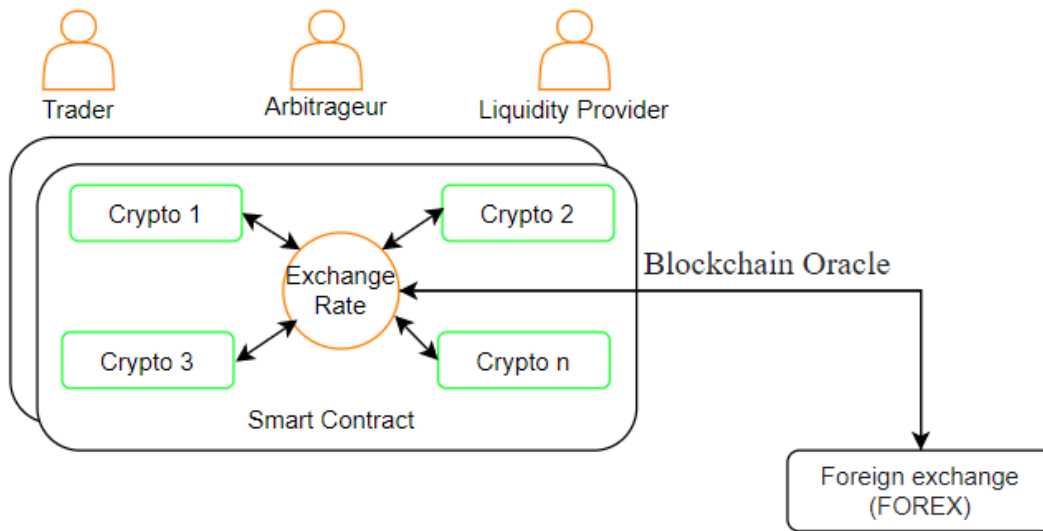 Trader
Arbitrageur
Liquidity Provider
Crypto 1
Crypto 2
Exchange
Rate
Blockchain Oracle
Crypto 3
Crypto n
Smart Contract
Foreign exchange
(FOREX)